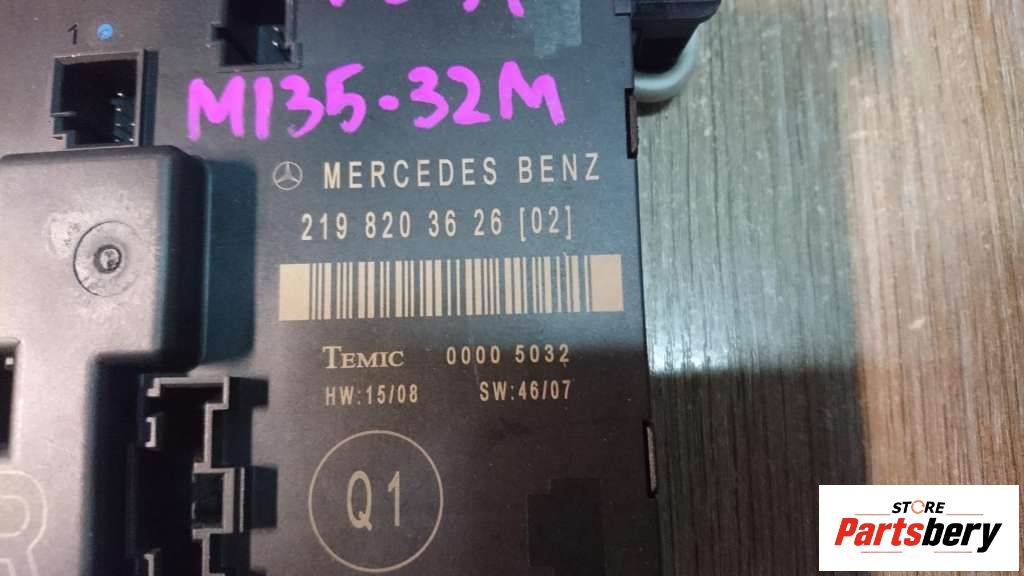 1
M135-32M
MERCEDES BENZ
219 820 36 26 [02]
TEMIC 0000 5032
HW:15/08 SW:46/07
Q1
R
STORE
Partsbery